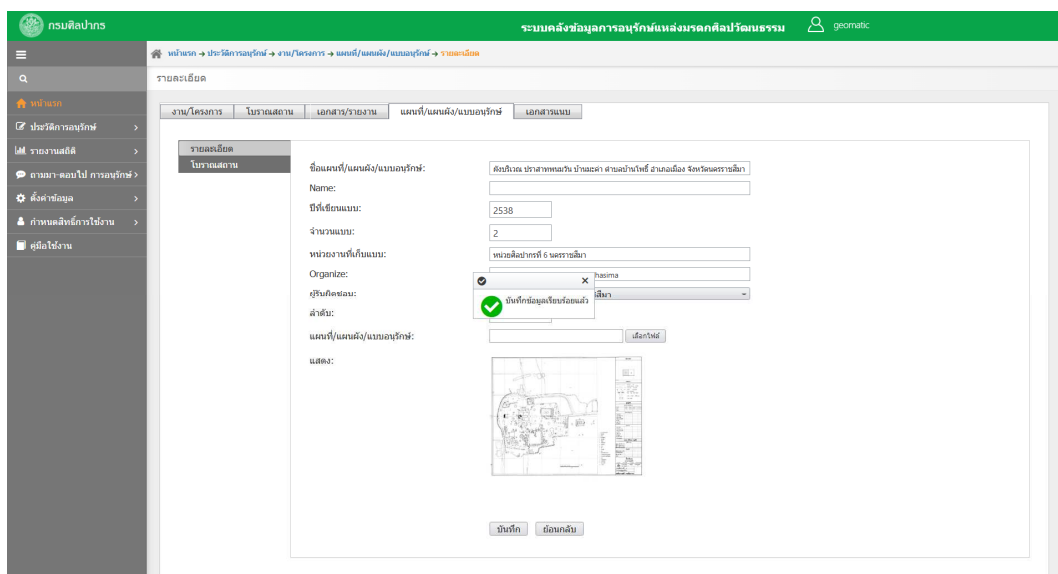 กรมศิลปากร
ระบบคลังข้อมูลการอนุรักษ์แหล่งมรดกศิลปวัฒนธรรม
geomatic
หน้าแรก → ประวัติการอนุรักษ์ → งาน/โครงการ → แผนที่/แผนผัง/แบบอนุรักษ์ → รายละเอียด
รายละเอียด
หน้าแรก
ประวัติการอนุรักษ์ >
รายงานสถิติ >
ถามมา-ตอบไป การอนุรักษ์ >
ตั้งค่าข้อมูล >
กำหนดสิทธิ์การใช้งาน >
คู่มือใช้งาน
งาน/โครงการ โบราณสถาน เอกสาร/รายงาน แผนที่/แผนผัง/แบบอนุรักษ์ เอกสารแนบ
รายละเอียด
โบราณสถาน
ชื่อแผนที่/แผนผัง/แบบอนุรักษ์: ผังบริเวณ ปราสาทพนมวัน บ้านมะค่า ตำบลบ้านโพธิ์ อำเภอเมือง จังหวัดนครราชสีมา
Name:
ปีที่เขียนแบบ: 2538
จำนวนแบบ: 2
หน่วยงานที่เก็บแบบ: หน่วยศิลปากรที่ 6 นครราชสีมา
Organize: hasima
ผู้รับผิดชอบ: สีมา
ลำดับ:
X
บันทึกข้อมูลเรียบร้อยแล้ว
แผนที่/แผนผัง/แบบอนุรักษ์: เลือกไฟล์
แสดง:
บันทึก ย้อนกลับ